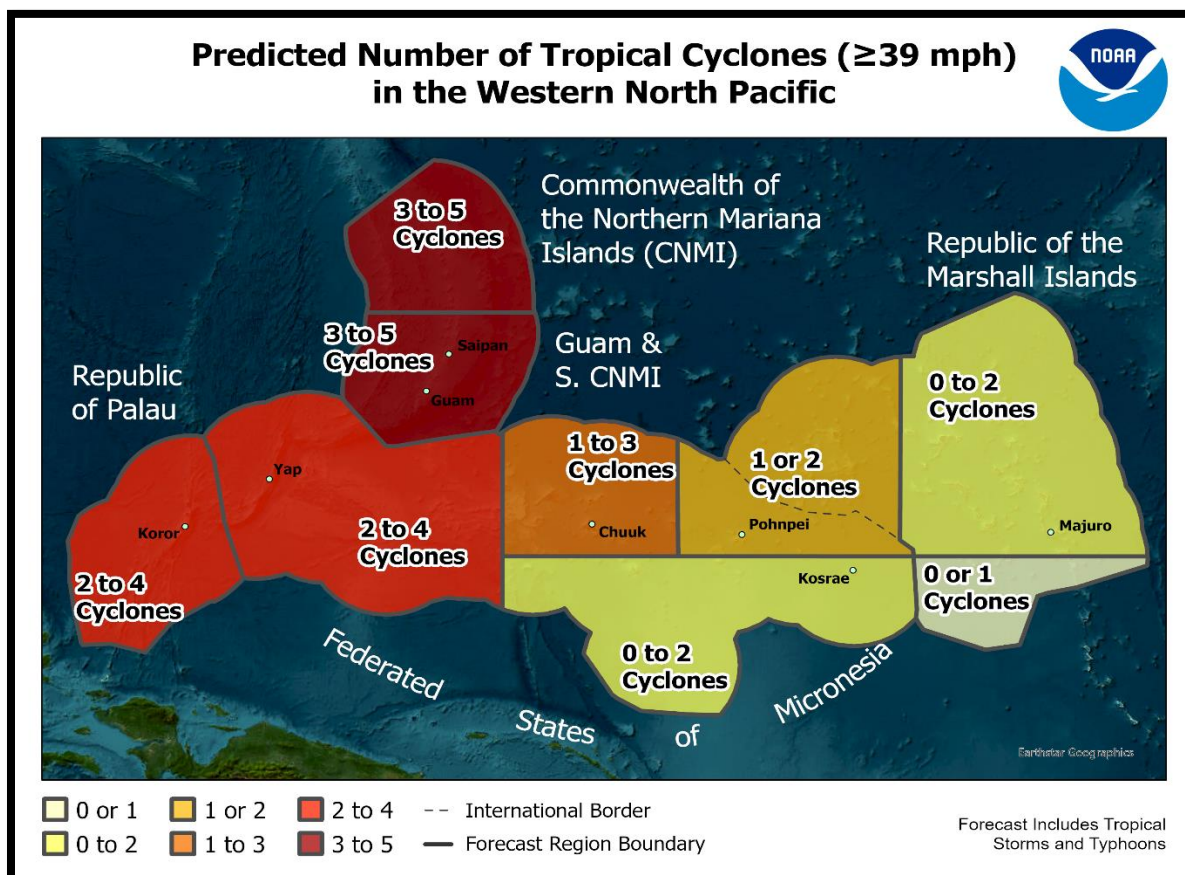 Predicted Number of Tropical Cyclones (≥39 mph)
in the Western North Pacific
NOAA
3 to 5
Cyclones
Commonwealth of
the Northern Mariana
Islands (CNMI)
Republic of the
Marshall Islands
3 to 5
Cyclones
Saipan
Guam
Guam &
S. CNMI
Republic
of Palau
0 to 2
Cyclones
Yap
1 to 3
Cyclones
1 or 2
Cyclones
Koror
2 to 4
Cyclones
Chuuk
Pohnpei
Majuro
2 to 4
Cyclones
Kosrae
0 or 1
Cyclones
0 to 2
Cyclones
Federated
States of
Micronesia
Earthstar Geographics
0 or 1
1 or 2
2 to 4
International Border
0 to 2
1 to 3
3 to 5
Forecast Region Boundary
Forecast Includes Tropical
Storms and Typhoons